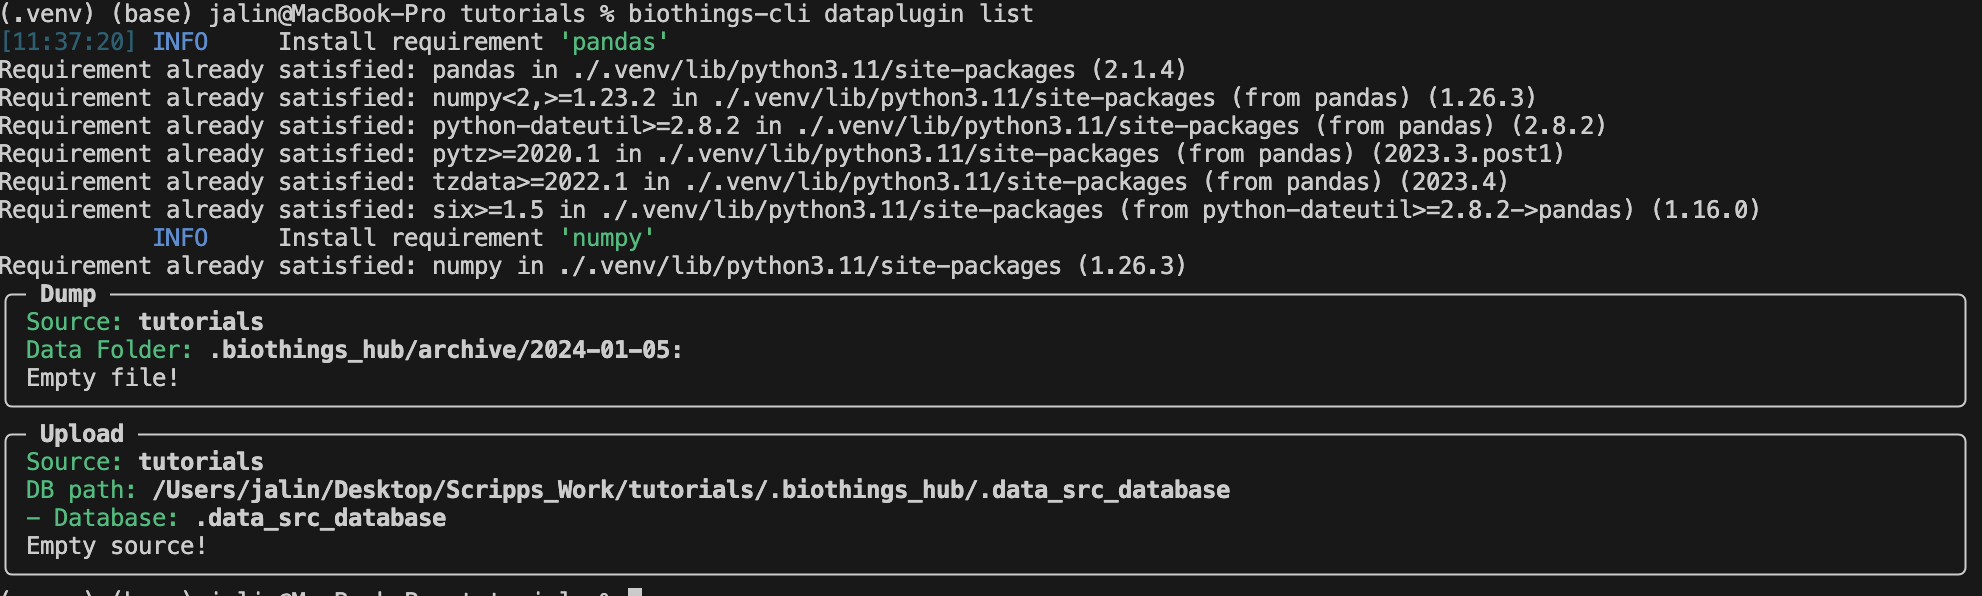 (.venv) (base) jalin@MacBook-Pro tutorials % biothings-cli dataplugin list
[11:37:20] INFO Install requirement 'pandas'
Requirement already satisfied: pandas in ./.venv/lib/python3.11/site-packages (2.1.4)
Requirement already satisfied: numpy<2,>=1.23.2 in ./.venv/lib/python3.11/site-packages (from pandas) (1.26.3)
Requirement already satisfied: python-dateutil>=2.8.2 in ./.venv/lib/python3.11/site-packages (from pandas) (2.8.2)
Requirement already satisfied: pytz>=2020.1 in ./.venv/lib/python3.11/site-packages (from pandas) (2023.3.post1)
Requirement already satisfied: tzdata>=2022.1 in ./.venv/lib/python3.11/site-packages (from pandas) (2023.4)
Requirement already satisfied: six>=1.5 in ./.venv/lib/python3.11/site-packages (from python-dateutil>=2.8.2->pandas) (1.16.0)
INFO Install requirement 'numpy'
Requirement already satisfied: numpy in ./.venv/lib/python3.11/site-packages (1.26.3)
Dump
Source: tutorials
Data Folder: .biothings_hub/archive/2024-01-05:
Empty file!
Upload
Source: tutorials
DB path: /Users/jalin/Desktop/Scripps_Work/tutorials/.biothings_hub/.data_src_database
- Database: .data_src_database
Empty source!